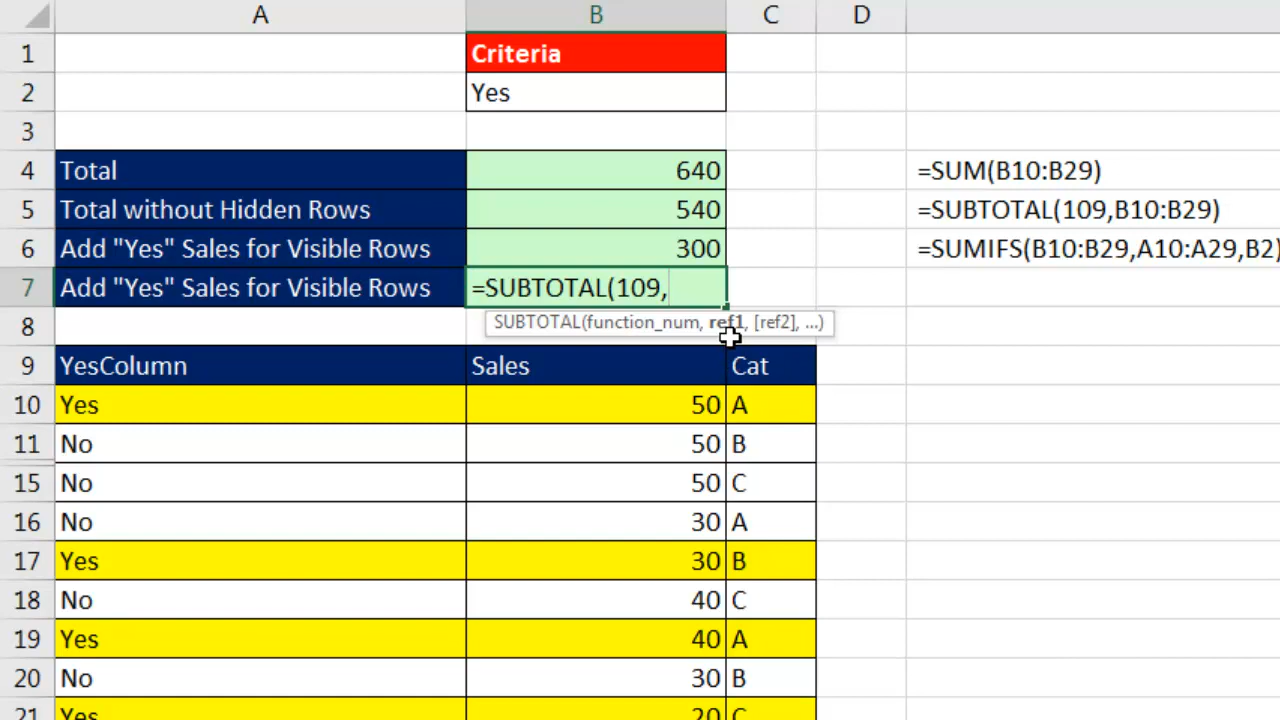 A B C D
1 Criteria
2 Yes
3
4 Total 640 =SUM(B10:B29)
5 Total without Hidden Rows 540 =SUBTOTAL(109,B10:B29)
6 Add "Yes" Sales for Visible Rows 300 =SUMIFS(B10:B29,A10:A29,B2)
7 Add "Yes" Sales for Visible Rows =SUBTOTAL(109,
8 SUBTOTAL(function_num, ref1, [ref2], ...)
9 YesColumn Sales Cat
10 Yes 50 A
11 No 50 B
15 No 50 C
16 No 30 A
17 Yes 30 B
18 No 40 C
19 Yes 40 A
20 No 30 B
21 Yes 20 C